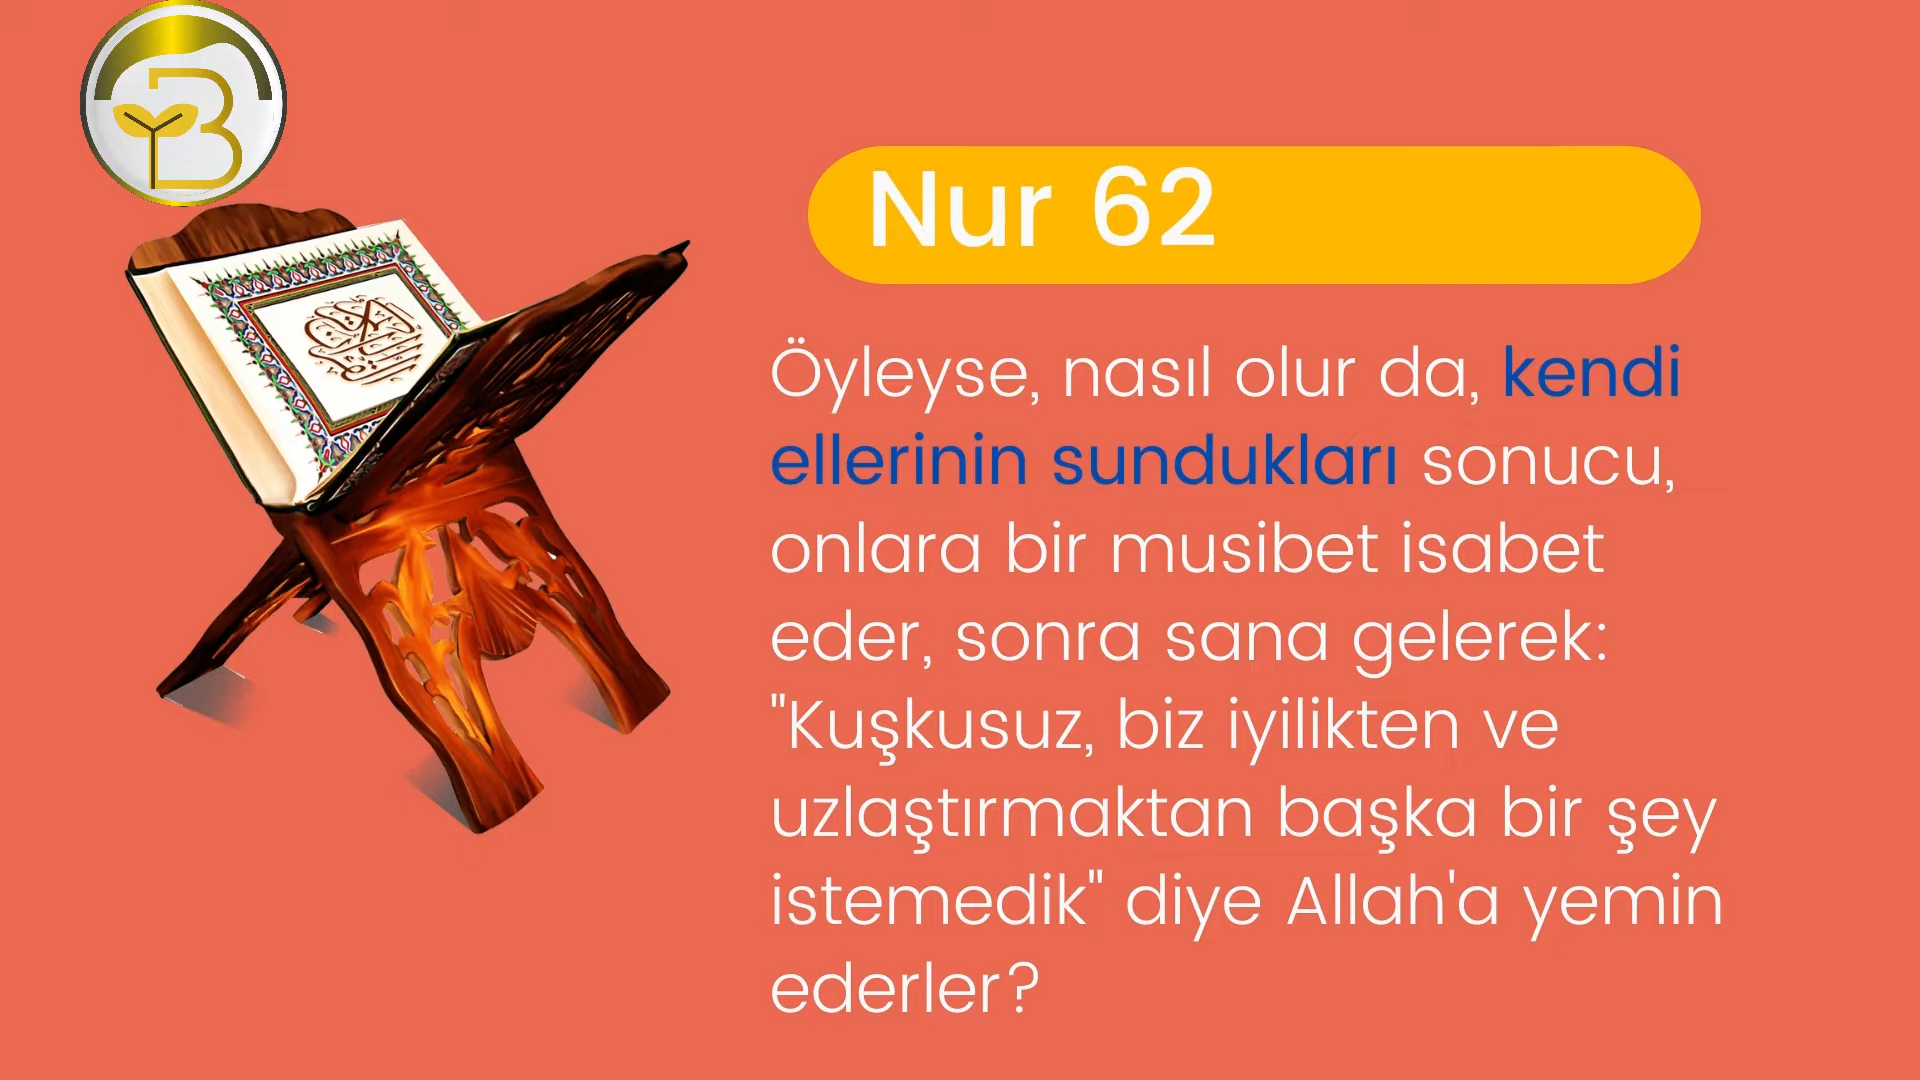 B
Nur 62
Öyleyse, nasıl olur da, kendi
ellerinin sundukları sonucu,
onlara bir musibet isabet
eder, sonra sana gelerek:
"Kuşkusuz, biz iyilikten ve
uzlaştırmaktan başka bir şey
istemedik" diye Allah'a yemin
ederler?